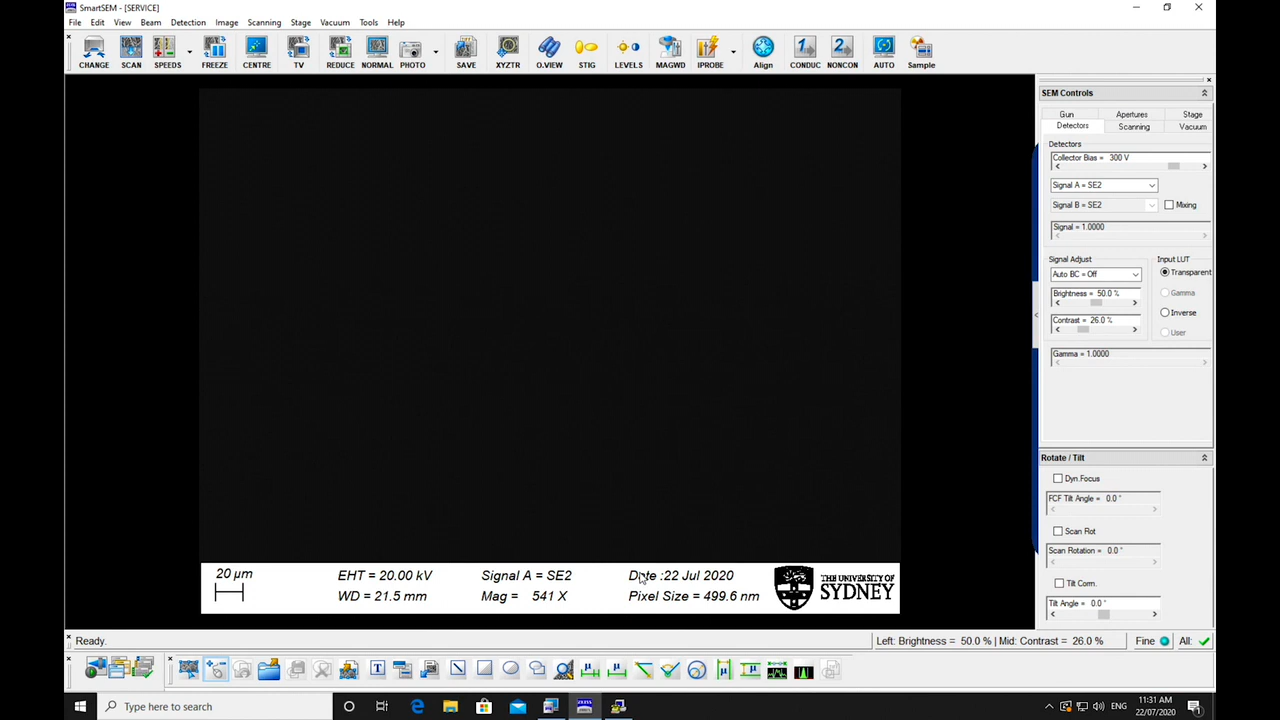 SmartSEM - [SERVICE]
File Edit View Beam Detection Image Scanning Stage Vacuum Tools Help
CHANGE SCAN SPEEDS FREEZE CENTRE TV REDUCE NORMAL PHOTO SAVE XYZTR O.VIEW STIG LEVELS MAGWD IPROBE Align CONDUC NONCON AUTO Sample
SEM Controls
Gun Apertures Stage
Detectors Scanning Vacuum
Detectors
Collector Bias = 300 V
Signal A = SE2
Signal B = SE2 Mixing
Signal = 1.0000
Signal Adjust Input LUT
Auto BC = Off Transparent
Brightness = 50.0 % Gamma
Contrast = 26.0 % Inverse
User
Gamma = 1.0000
Rotate / Tilt
Dyn.Focus
FCF Tilt Angle = 0.0 °
Scan Rot
Scan Rotation = 0.0 °
Tilt Corrn.
Tilt Angle = 0.0 °
20 µm EHT = 20.00 kV Signal A = SE2 Date :22 Jul 2020
WD = 21.5 mm Mag = 541 X Pixel Size = 499.6 nm
THE UNIVERSITY OF
SYDNEY
Ready. Left: Brightness = 50.0 % | Mid: Contrast = 26.0 % Fine All:
Type here to search
ENG
11:31 AM
22/07/2020